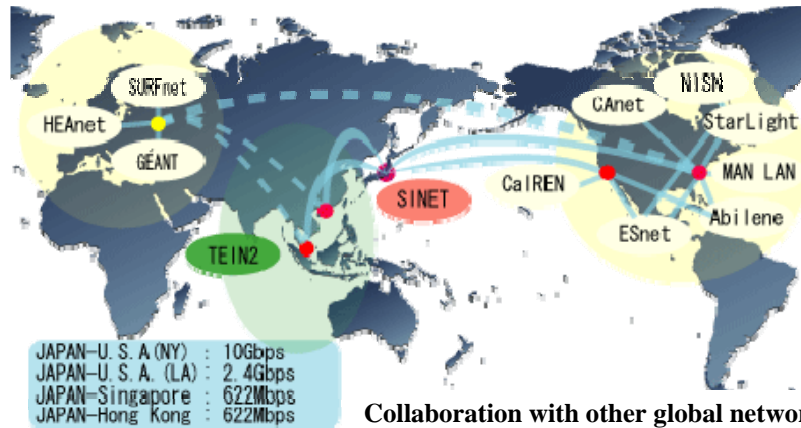 SURFnet
HEAnet
GÉANT
TEIN2
SINET
CalREN
CAnet
NISN
StarLight
MAN LAN
Abilene
ESnet
JAPAN-U.S.A.(NY) : 10Gbps
JAPAN-U.S.A. (LA) : 2.4Gbps
JAPAN-Singapore : 622Mbps
JAPAN-Hong Kong : 622Mbps
Collaboration with other global networ